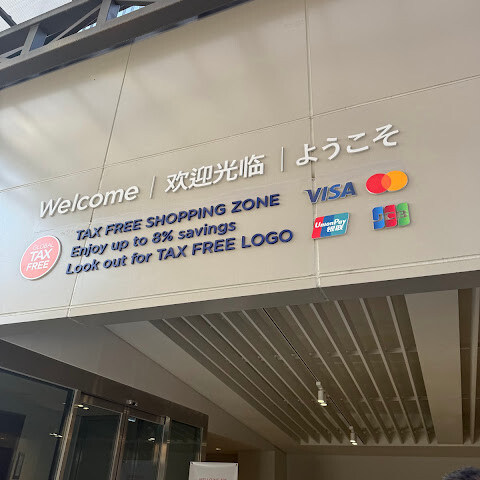 Welcome | 欢迎光临 | ようこそ
GLOBAL
TAX
FREE
TAX FREE SHOPPING ZONE
Enjoy up to 8% savings
Look out for TAX FREE LOGO
VISA
UnionPay
银联
JCB